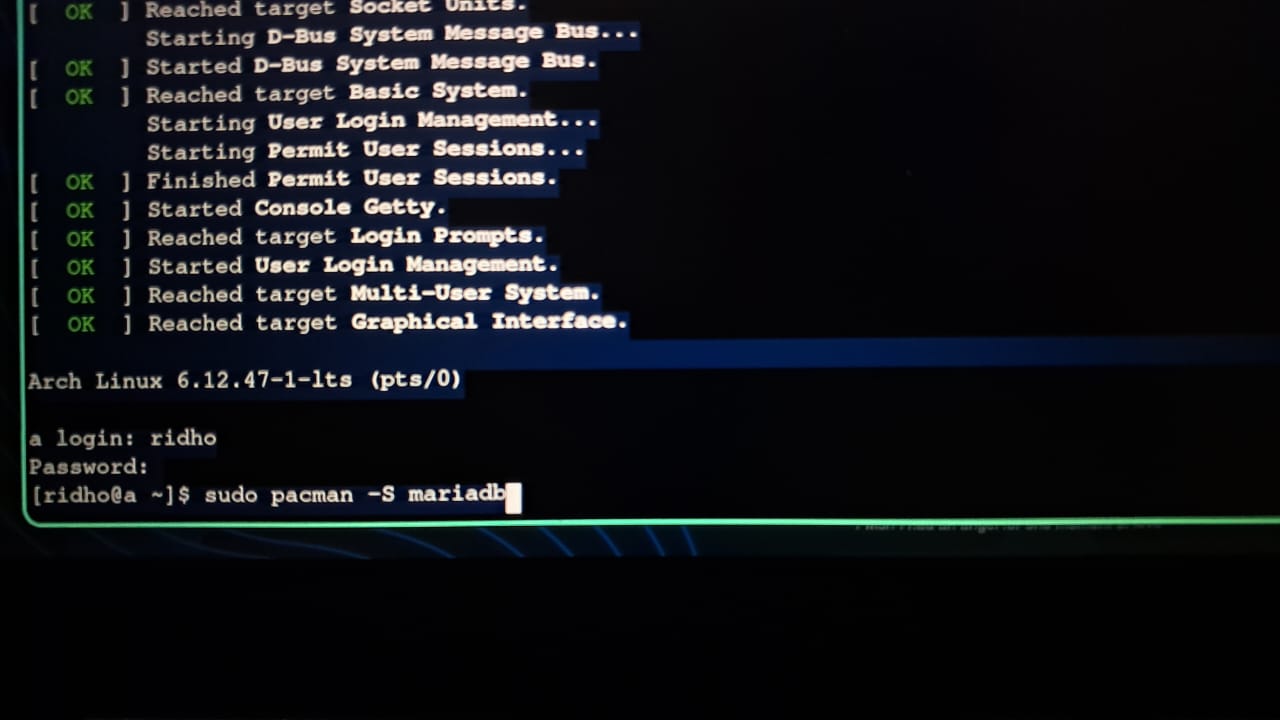 [  OK  ] Reached target Socket Units.
Starting D-Bus System Message Bus...
[  OK  ] Started D-Bus System Message Bus.
[  OK  ] Reached target Basic System.
Starting User Login Management...
Starting Permit User Sessions...
[  OK  ] Finished Permit User Sessions.
[  OK  ] Started Console Getty.
[  OK  ] Reached target Login Prompts.
[  OK  ] Started User Login Management.
[  OK  ] Reached target Multi-User System.
[  OK  ] Reached target Graphical Interface.
Arch Linux 6.12.47-1-lts (pts/0)
a login: ridho
Password:
[ridho@a ~]$ sudo pacman -S mariadb